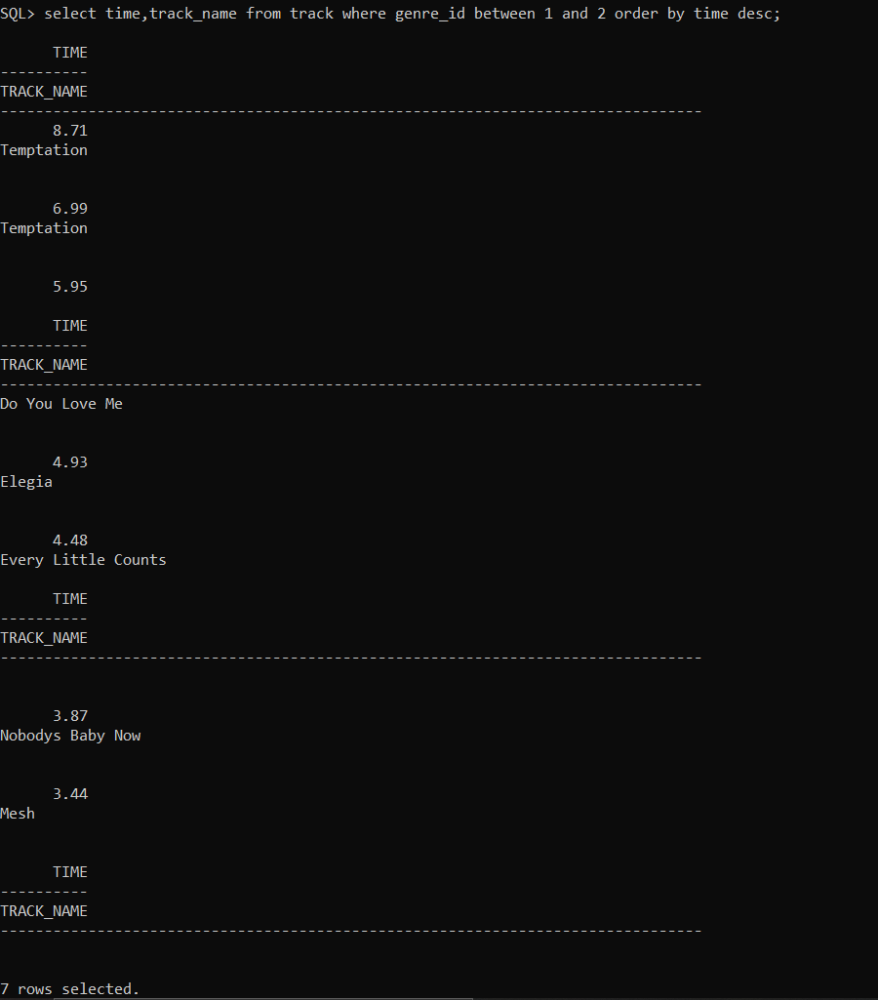 SQL> select time,track_name from track where genre_id between 1 and 2 order by time desc;
TIME
----------
TRACK_NAME
--------------------------------------------------------------------------------
8.71
Temptation
6.99
Temptation
5.95
TIME
----------
TRACK_NAME
--------------------------------------------------------------------------------
Do You Love Me
4.93
Elegia
4.48
Every Little Counts
TIME
----------
TRACK_NAME
--------------------------------------------------------------------------------
3.87
Nobodys Baby Now
3.44
Mesh
TIME
----------
TRACK_NAME
--------------------------------------------------------------------------------
7 rows selected.